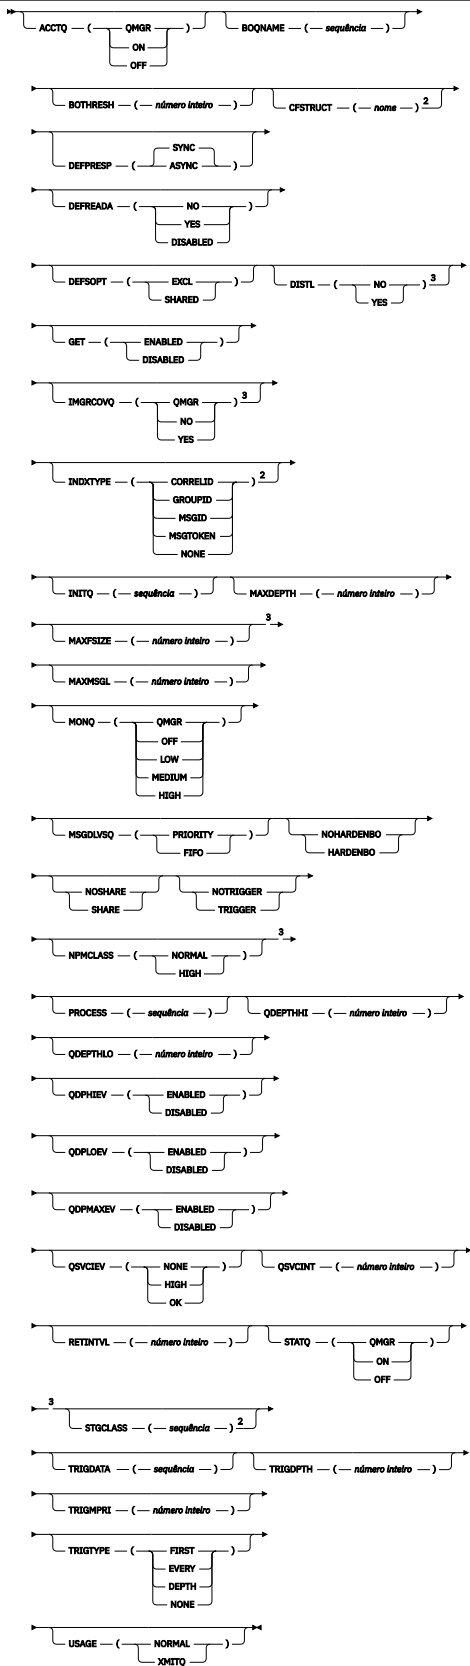 ACCTQ ( QMGR ) BOQNAME ( sequência )
ON
OFF
BOTHRESH ( número inteiro ) CFSTRUCT ( nome ) 2
SYNC
DEFPRESP ( ASYNC )
DEFREADA ( NO )
YES
DISABLED
DEFSOPT ( EXCL ) DISTL ( NO ) 3
SHARED YES
GET ( ENABLED )
DISABLED
IMGRCOVQ ( QMGR ) 3
NO
YES
INDXTYPE ( CORRELID ) 2
GROUPID
MSGID
MSGTOKEN
NONE
INITQ ( sequência ) MAXDEPTH ( número inteiro )
MAXFSIZE ( número inteiro ) 3
MAXMSGL ( número inteiro )
MONQ ( QMGR )
OFF
LOW
MEDIUM
HIGH
MSGDLVSQ ( PRIORITY ) NOHARDENBO
FIFO HARDENBO
NOSHARE NOTRIGGER
SHARE TRIGGER
NPMCLASS ( NORMAL ) 3
HIGH
PROCESS ( sequência ) QDEPTHHI ( número inteiro )
QDEPTHLO ( número inteiro )
QDPHIEV ( ENABLED )
DISABLED
QDPLOEV ( ENABLED )
DISABLED
QDPMAXEV ( ENABLED )
DISABLED
QSVCIEV ( NONE ) QSVCINT ( número inteiro )
HIGH
OK
RETINTVL ( número inteiro ) STATQ ( QMGR )
ON
OFF
3
STGCLASS ( sequência ) 2
TRIGDATA ( sequência ) TRIGDPTH ( número inteiro )
TRIGMPRI ( número inteiro )
TRIGTYPE ( FIRST )
EVERY
DEPTH
NONE
USAGE ( NORMAL )
XMITQ